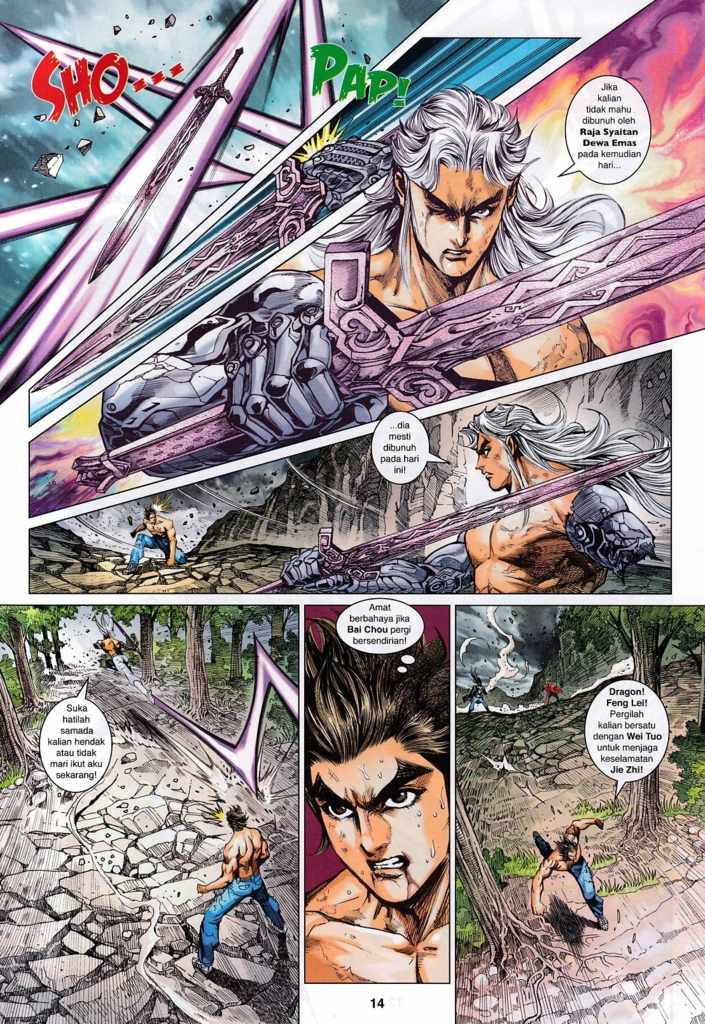 SHO...
PAP!
Jika
kalian
tidak mahu
dibunuh oleh
Raja Syaitan
Dewa Emas
pada kemudian
hari...
...dia
mesti
dibunuh
pada hari
ini!
Suka
hatilah
samada
kalian hendak
atau tidak
mari ikut aku
sekarang!
Amat
berbahaya jika
Bai Chou pergi
bersendirian!
Dragon!
Feng Lei!
Pergilah
kalian bersatu
dengan Wei Tuo
untuk menjaga
keselamatan
Jie Zhi!
14